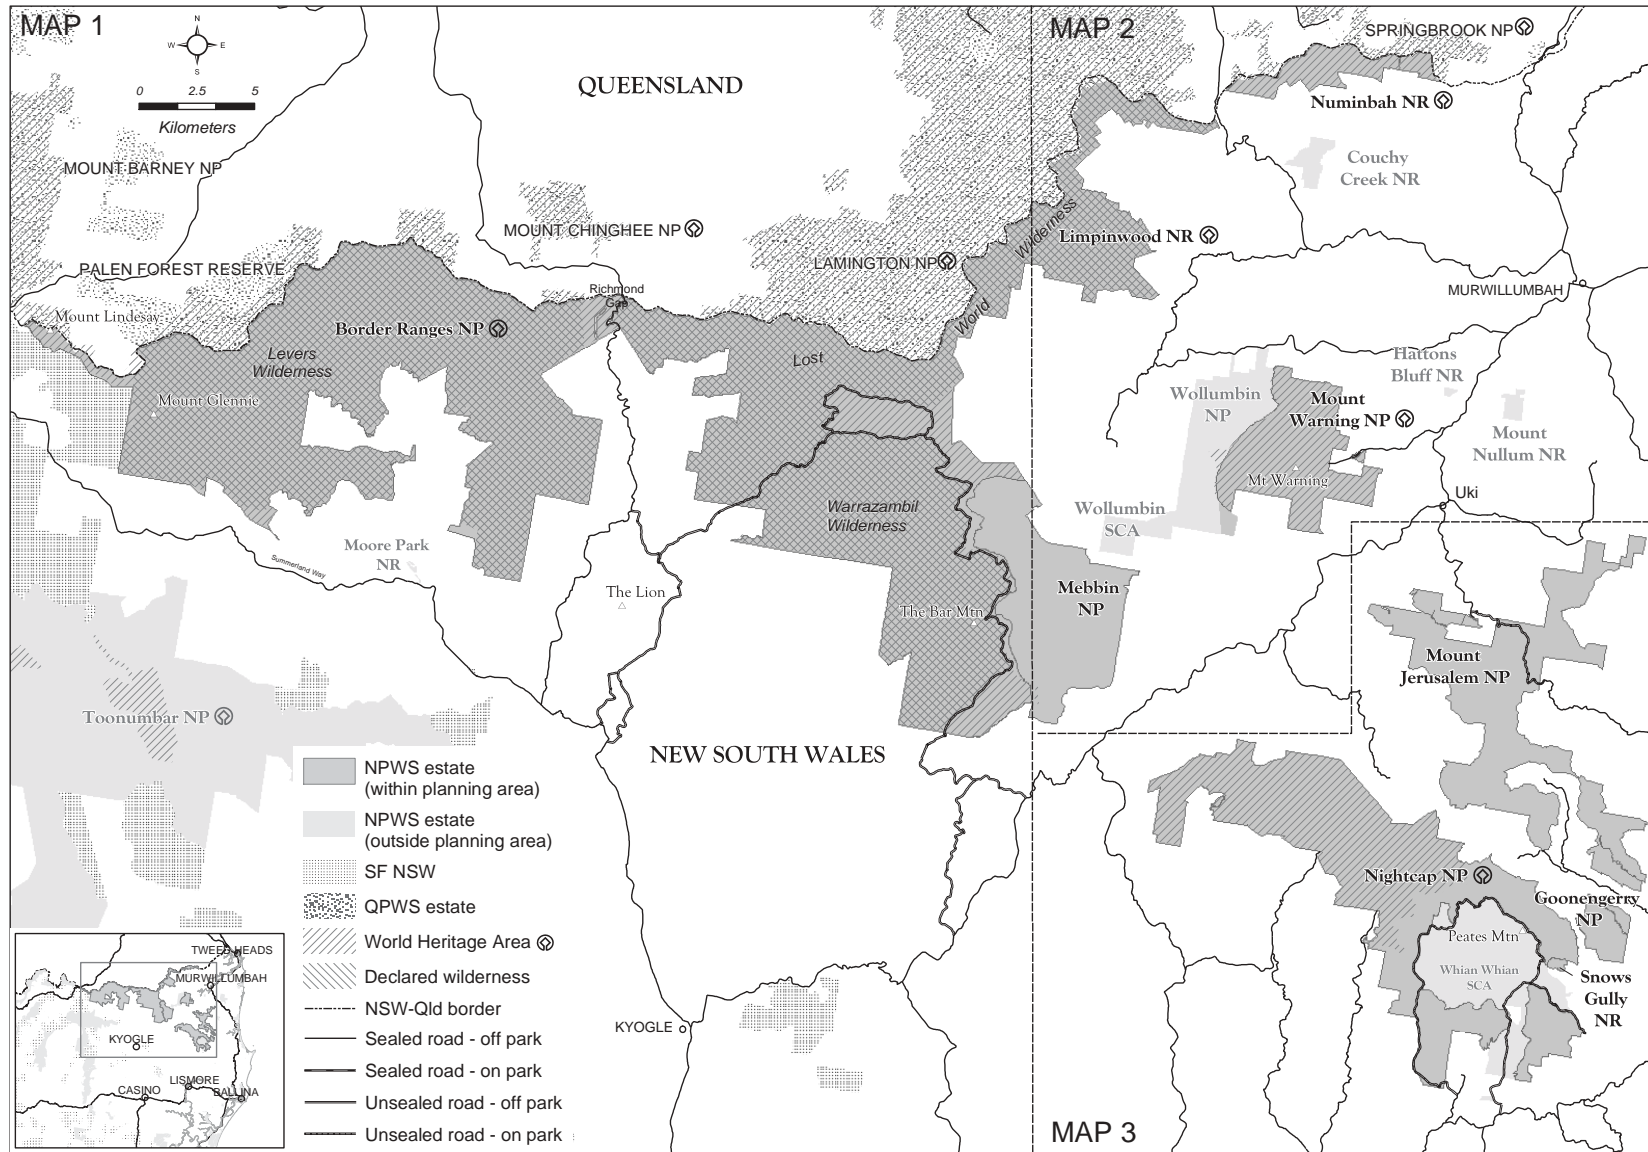 MAP 1
N
W E
S
0 2.5 5
Kilometers
QUEENSLAND
MOUNT BARNEY NP
MOUNT CHINGHEE NP
PALEN FOREST RESERVE
LAMINGTON NP
Richmond
Gap
Mount Lindesay
Border Ranges NP
Levers
Wilderness
Mount Glennie
Lost
World
Wilderness
Warrazambil
Wilderness
Moore Park
NR
Summerland Way
The Lion
The Bar Mtn
Toonumbar NP
NEW SOUTH WALES
KYOGLE
MAP 2
SPRINGBROOK NP
Numinbah NR
Couchy
Creek NR
Limpinwood NR
MURWILLUMBAH
Hattons
Bluff NR
Wollumbin
NP
Mount
Warning NP
Mount
Nullum NR
Mt Warning
Uki
Wollumbin
SCA
Mebbin
NP
Mount
Jerusalem NP
Nightcap NP
Goonengerry
NP
Peates Mtn
Whian Whian
SCA
Snows
Gully
NR
MAP 3
NPWS estate
(within planning area)
NPWS estate
(outside planning area)
SF NSW
QPWS estate
World Heritage Area
Declared wilderness
NSW-Qld border
Sealed road - off park
Sealed road - on park
Unsealed road - off park
Unsealed road - on park
TWEED HEADS
MURWILLUMBAH
KYOGLE
LISMORE
CASINO
BALLINA